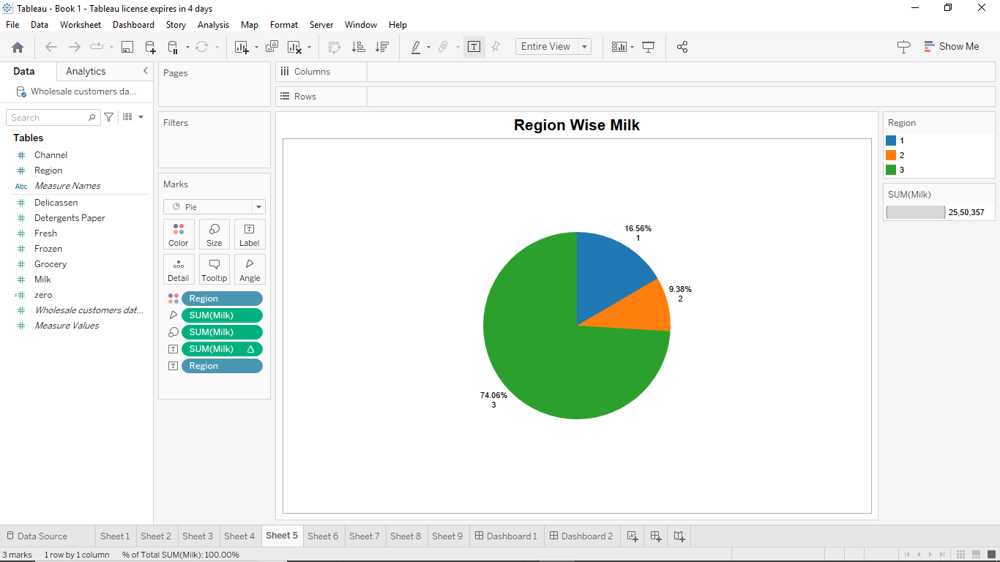 Tableau - Book 1 - Tableau license expires in 4 days
File Data Worksheet Dashboard Story Analysis Map Format Server Window Help
Entire View
Show Me
Data Analytics
Wholesale customers da...
Search
Tables
Channel
Region
Abc Measure Names
Delicassen
Detergents Paper
Fresh
Frozen
Grocery
Milk
zero
Wholesale customers dat...
Measure Values
Pages
Filters
Marks
Pie
Color Size Label
Detail Tooltip Angle
Region
SUM(Milk)
SUM(Milk)
SUM(Milk)
Region
Columns
Rows
Region Wise Milk
16.56%
1
9.38%
2
74.06%
3
Region
1
2
3
SUM(Milk)
25,50,357
Data Source Sheet 1 Sheet 2 Sheet 3 Sheet 4 Sheet 5 Sheet 6 Sheet 7 Sheet 8 Sheet 9 Dashboard 1 Dashboard 2
3 marks 1 row by 1 column % of Total SUM(Milk): 100.00%